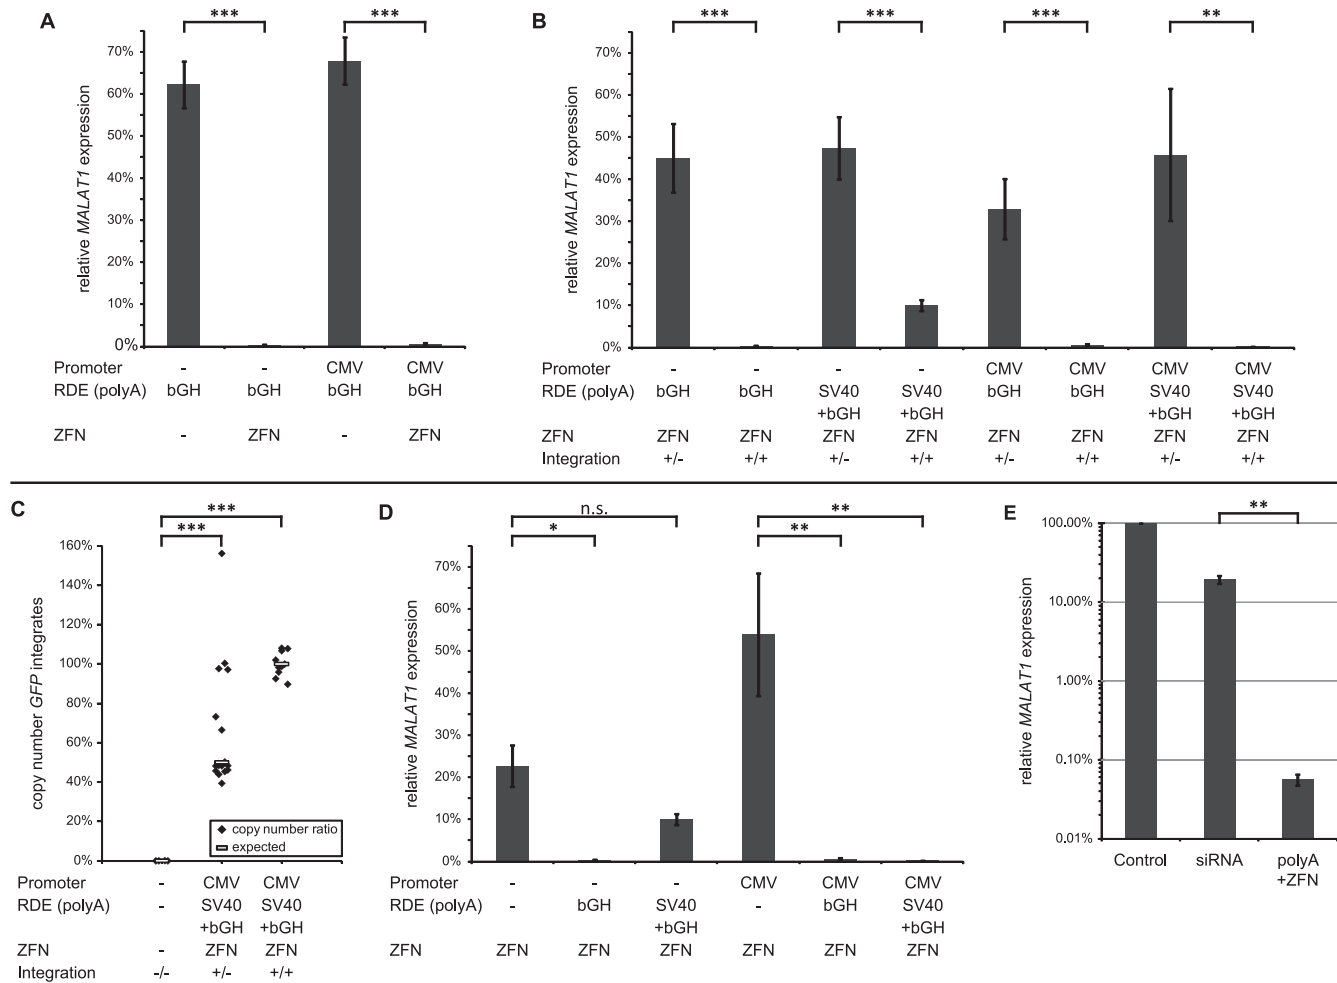 A
***
***
relative MALAT1 expression
70%
60%
50%
40%
30%
20%
10%
0%
Promoter - - CMV CMV
RDE (polyA) bGH bGH bGH bGH
ZFN - ZFN - ZFN
B
***
***
***
**
relative MALAT1 expression
70%
60%
50%
40%
30%
20%
10%
0%
Promoter - - - - CMV CMV CMV CMV
RDE (polyA) bGH bGH SV40 SV40 bGH bGH SV40 SV40
+bGH +bGH +bGH +bGH
ZFN ZFN ZFN ZFN ZFN ZFN ZFN ZFN ZFN
Integration +/- +/+ +/- +/+ +/- +/+ +/- +/+
C
***
***
copy number GFP integrates
160%
140%
120%
100%
80%
60%
40%
20%
0%
copy number ratio
expected
Promoter - CMV CMV
RDE (polyA) - SV40 SV40
+bGH +bGH
ZFN - ZFN ZFN
Integration -/- +/- +/+
D
n.s.
*
**
**
relative MALAT1 expression
70%
60%
50%
40%
30%
20%
10%
0%
Promoter - - - CMV CMV CMV
RDE (polyA) - bGH SV40 - bGH SV40
+bGH +bGH
ZFN ZFN ZFN ZFN ZFN ZFN ZFN
E
**
relative MALAT1 expression
100.00%
10.00%
1.00%
0.10%
0.01%
Control siRNA polyA
+ZFN